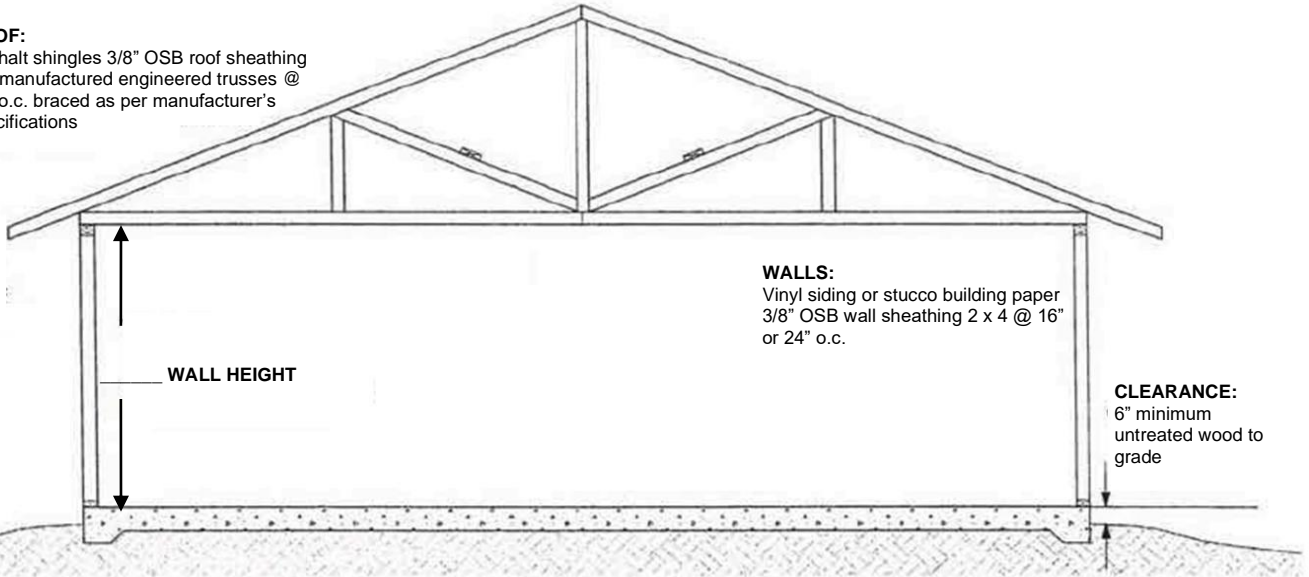 OF:
halt shingles 3/8” OSB roof sheathing
manufactured engineered trusses @
o.c. braced as per manufacturer’s
cifications
WALLS:
Vinyl siding or stucco building paper
3/8” OSB wall sheathing 2 x 4 @ 16”
or 24” o.c.
______ WALL HEIGHT
CLEARANCE:
6” minimum
untreated wood to
grade